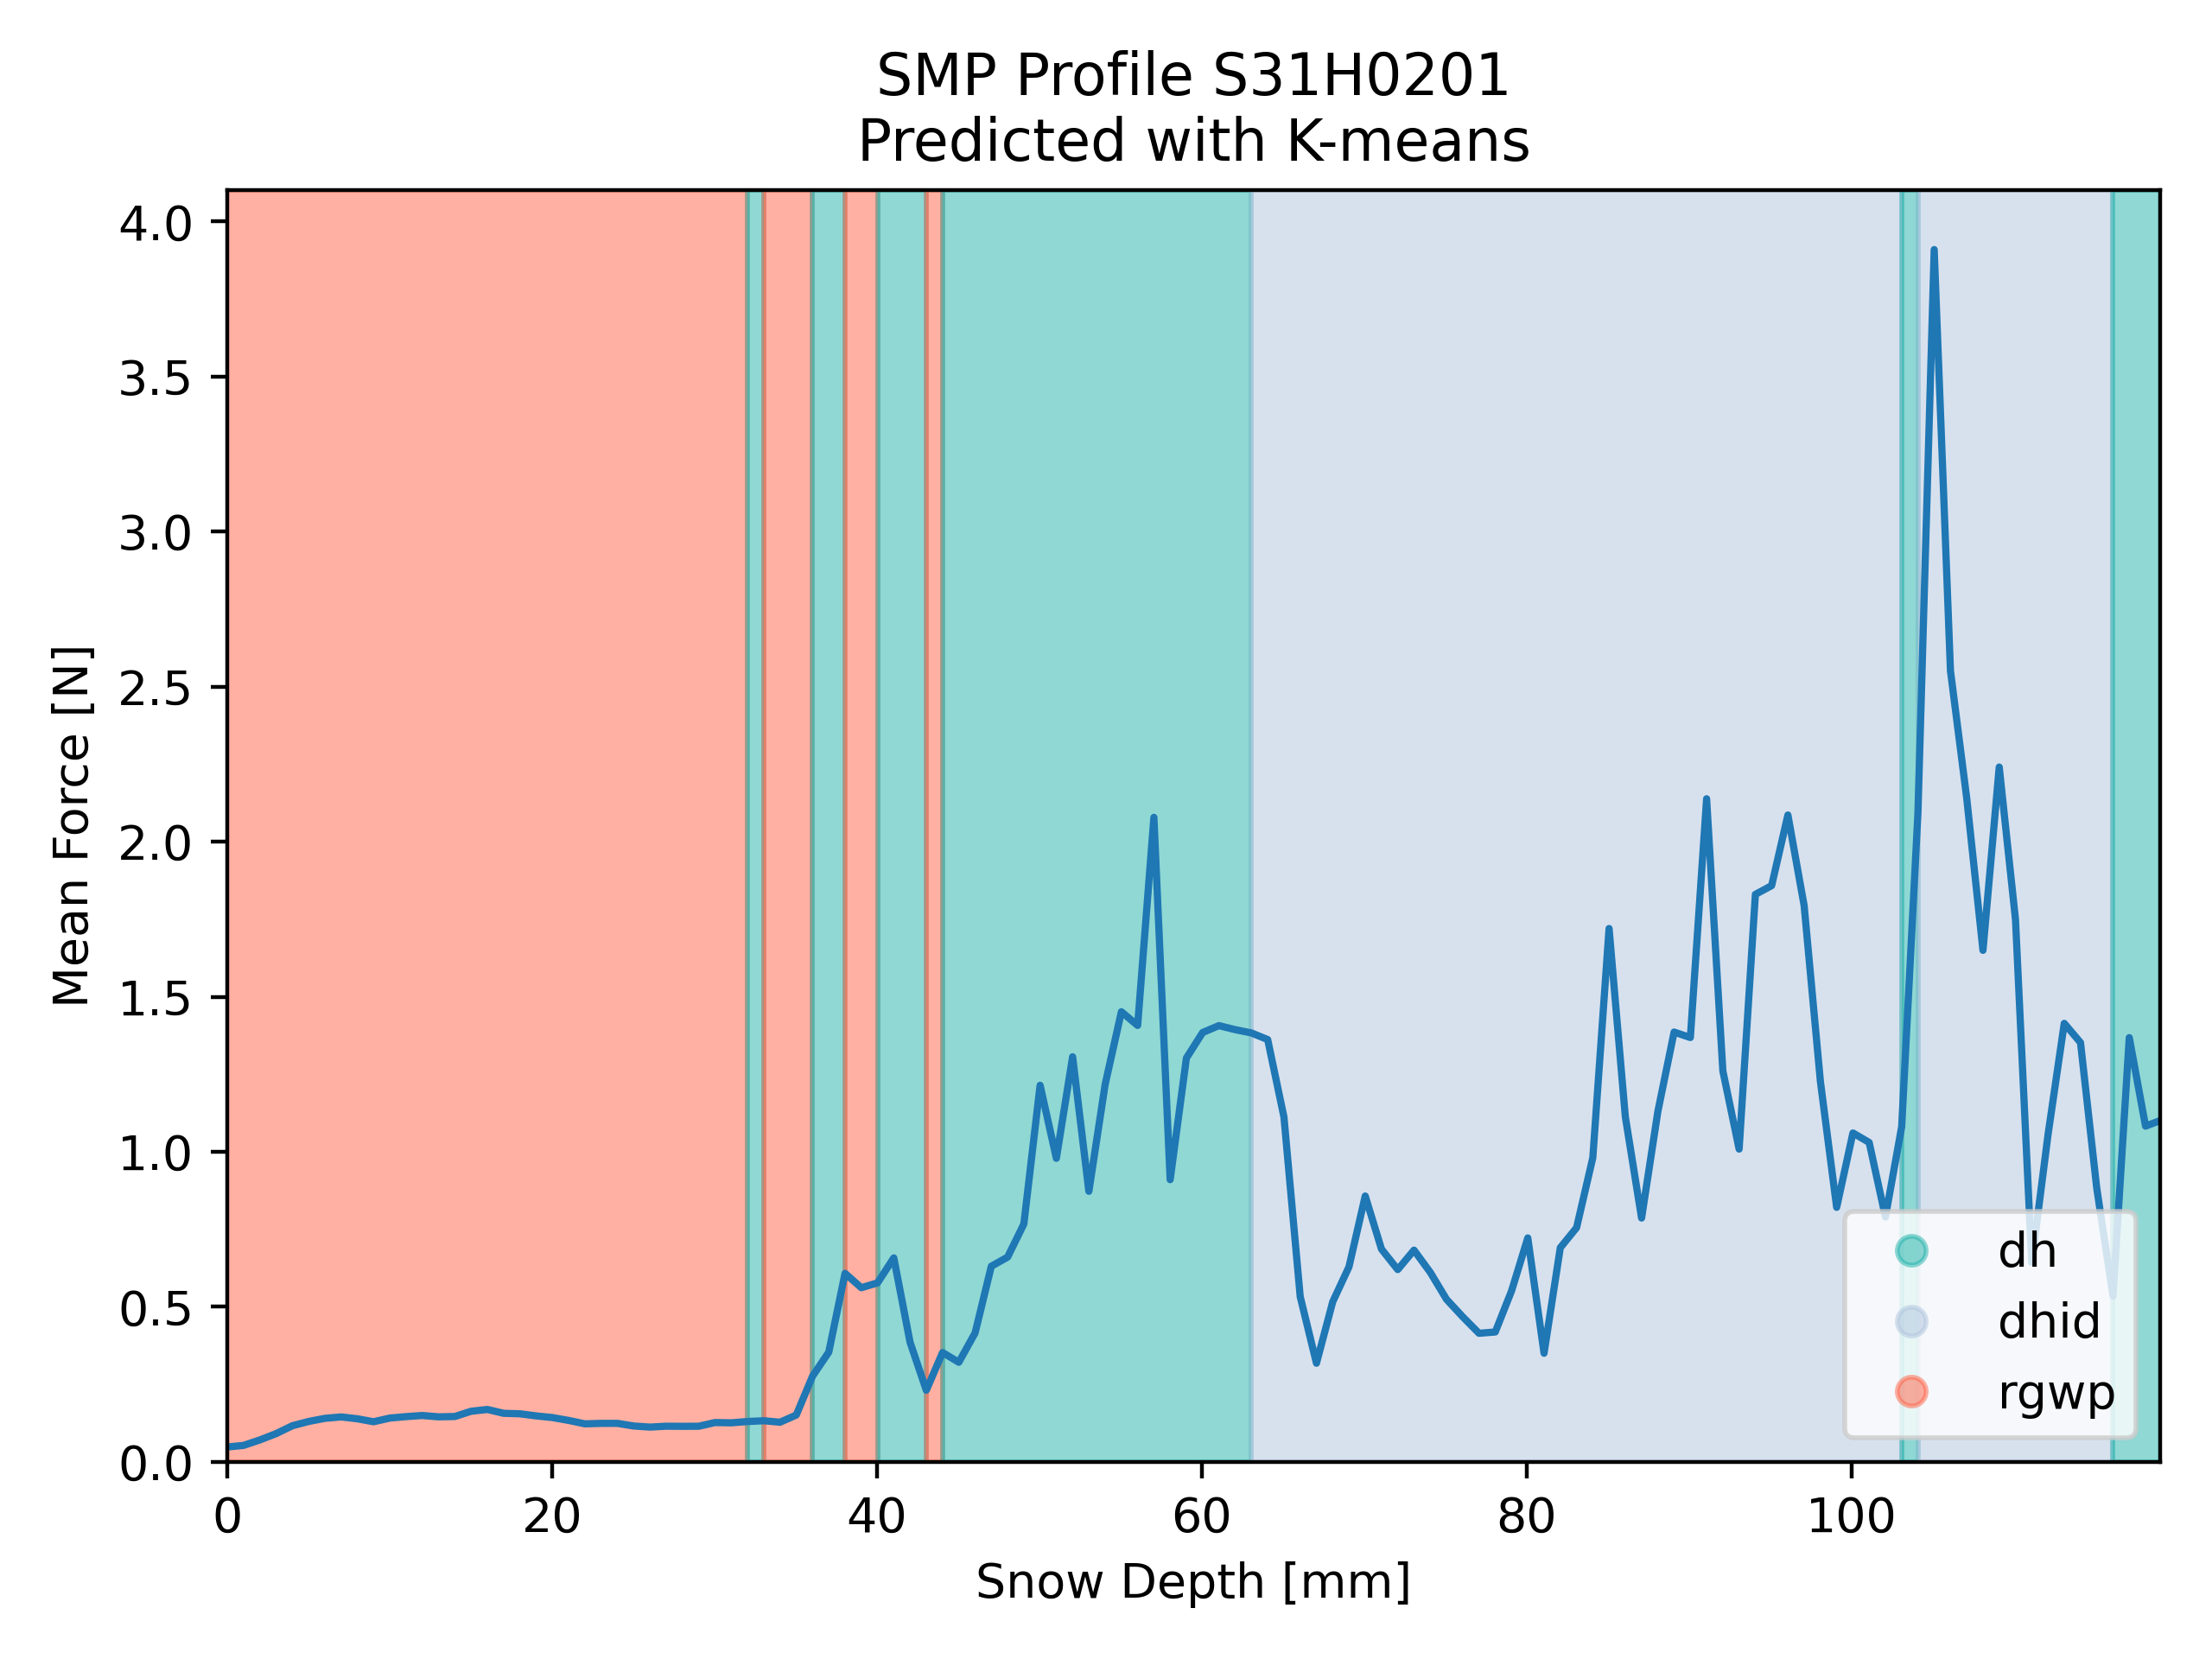 SMP Profile S31H0201
Predicted with K-means
4.0
3.5
3.0
2.5
2.0
1.5
1.0
0.5
0.0
Mean Force [N]
dh
dhid
rgwp
0 20 40 60 80 100
Snow Depth [mm]